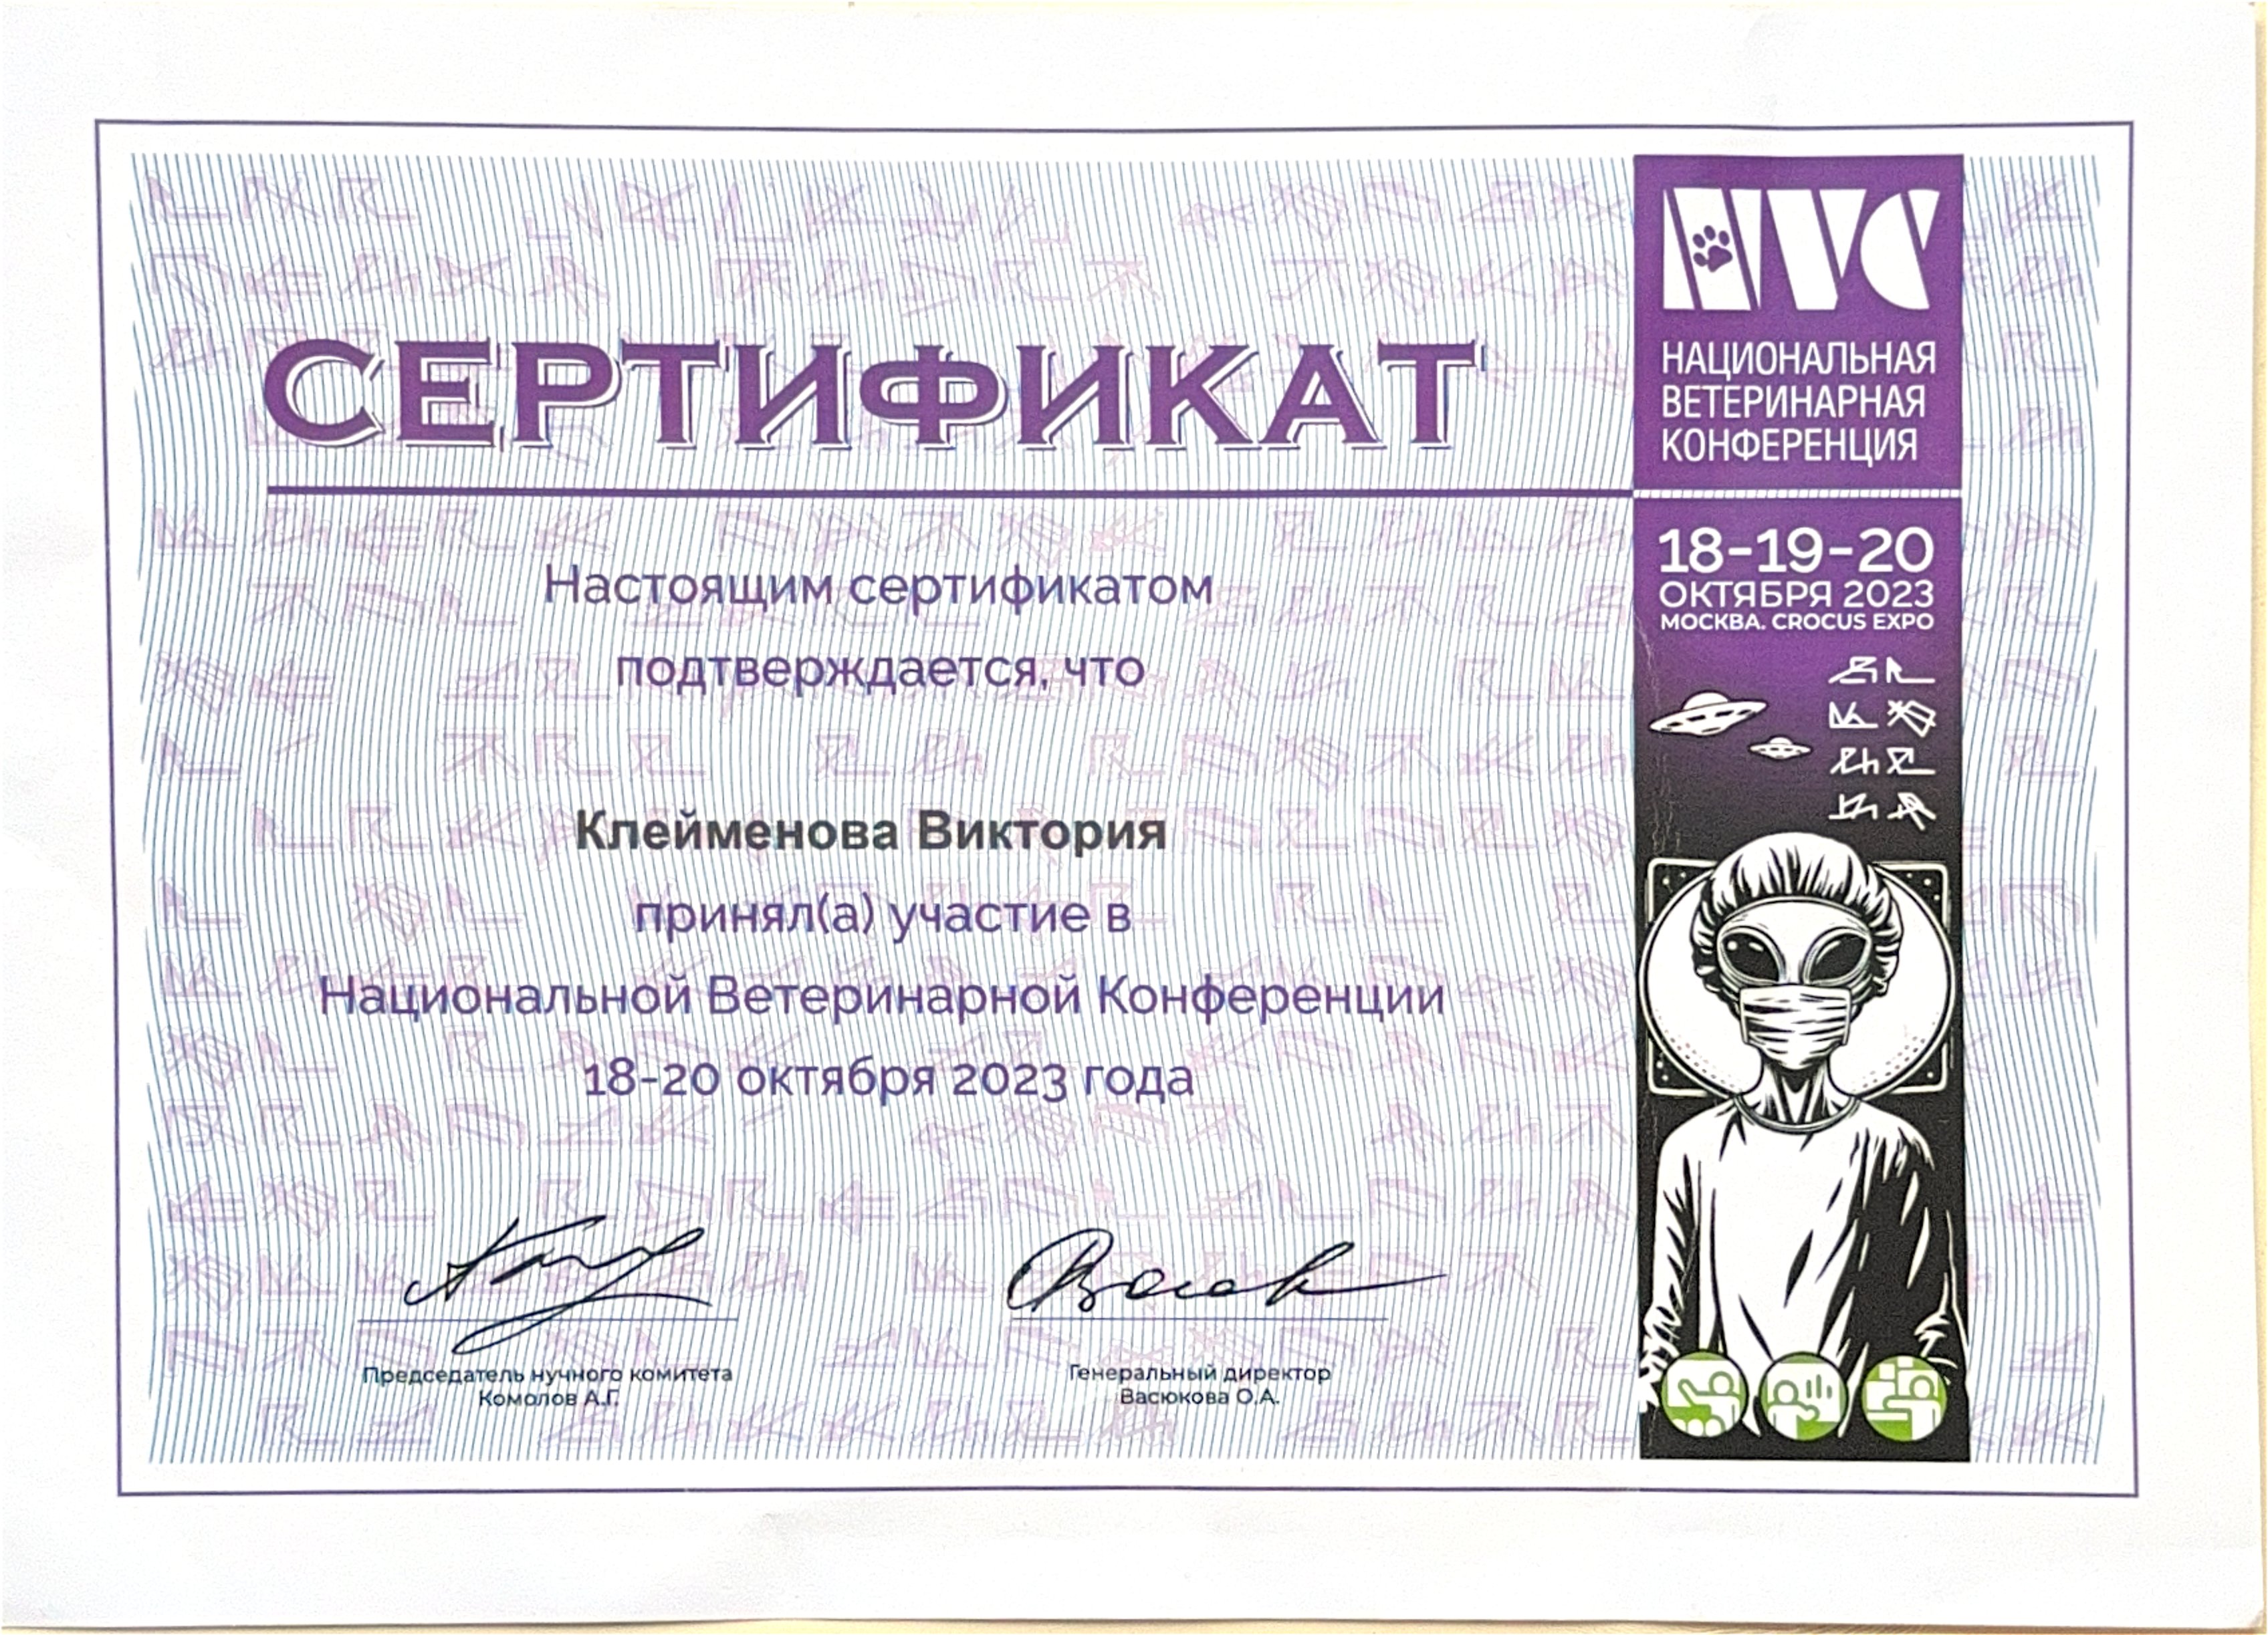 СЕРТИФИКАТ
Настоящим сертификатом
подтверждается, что
Клейменова Виктория
принял(а) участие в
Национальной Ветеринарной Конференции
18-20 октября 2023 года
Председатель нучного комитета
Комолов А.Г.
Генеральный директор
Васюкова О.А.
NVC
НАЦИОНАЛЬНАЯ
ВЕТЕРИНАРНАЯ
КОНФЕРЕНЦИЯ
18-19-20
ОКТЯБРЯ 2023
МОСКВА. CROCUS EXPO